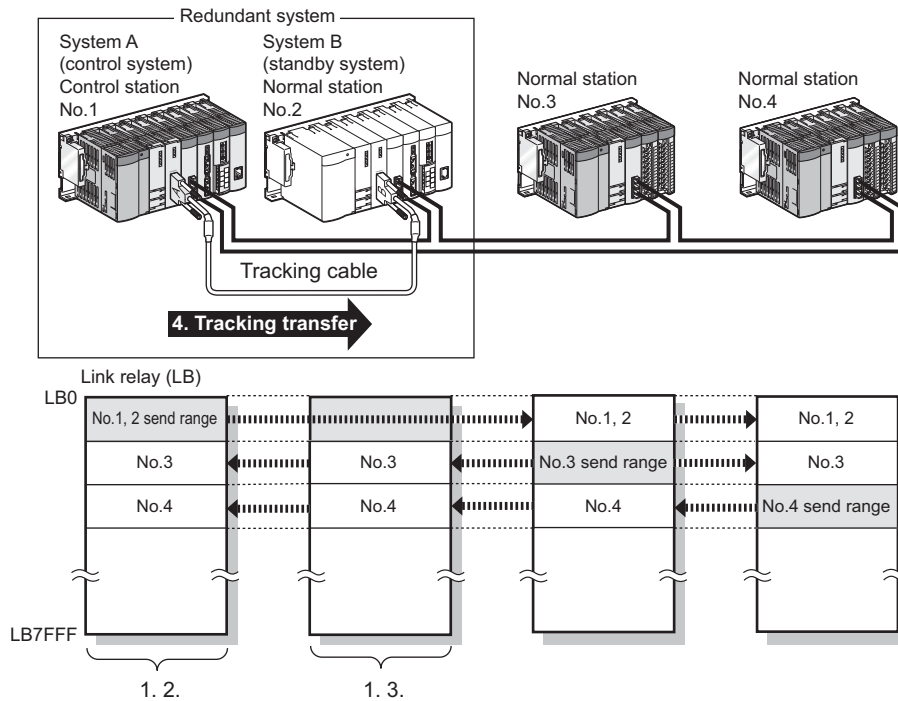 Redundant system
System A
(control system)
Control station
No.1
System B
(standby system)
Normal station
No.2
Normal station
No.3
Normal station
No.4
Tracking cable
4. Tracking transfer
Link relay (LB)
LB0
No.1, 2 send range
No.1, 2
No.1, 2
No.3
No.3
No.3 send range
No.3
No.4
No.4
No.4
No.4 send range
LB7FFF
1. 2.
1. 3.